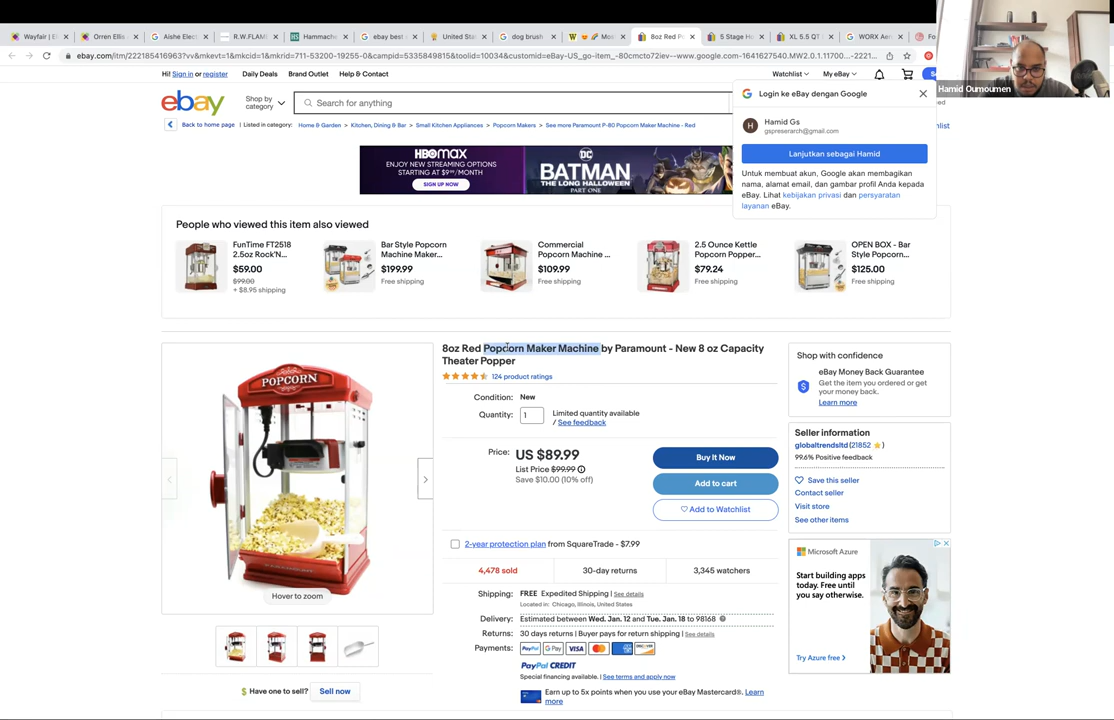 Wayfair | El
Orren Ellis
Aishe Elec
R.W.FLAM
Hammache
ebay best
United Sta
dog brush
Mos
8oz Red Po
5 Stage Ho
XL 5.5 QT
WORX Aer
Fo
ebay.com/itm/222185416963?vv&mkevt=1&mkcid=1&mkrid=711-53200-19255-0&campid=5335849815&toolid=10034&customid=eBay-US_go-item_-80cmcto72iev--www.google.com-1641627540.MW2.0.1.11700...-2221...
Hamid Oumoumen
Hi! Sign in or register
Daily Deals
Brand Outlet
Help & Contact
Watchlist
My eBay
ebay
Shop by category
Search for anything
Back to home page
| Listed in category:
Home & Garden > Kitchen, Dining & Bar > Small Kitchen Appliances > Popcorn Makers > See more Paramount P-80 Popcorn Maker Machine - Red
Login ke eBay dengan Google
H
Hamid Gs
gspreserarch@gmail.com
Lanjutkan sebagai Hamid
Untuk membuat akun, Google akan membagikan
nama, alamat email, dan gambar profil Anda kepada
eBay. Lihat kebijakan privasi dan persyaratan
layanan eBay.
HBOMAX
ENJOY NEW STREAMING OPTIONS
STARTING AT $9.99/MONTH
SIGN UP NOW
DC
BATMAN
THE LONG HALLOWEEN
PART ONE
People who viewed this item also viewed
FunTime FT2518
2.5oz Rock'N...
$59.00
$99.00
+ $8.95 shipping
Bar Style Popcorn
Machine Maker...
$199.99
Free shipping
Commercial
Popcorn Machine ...
$109.99
Free shipping
2.5 Ounce Kettle
Popcorn Popper...
$79.24
Free shipping
OPEN BOX - Bar
Style Popcorn...
$125.00
Free shipping
POPCORN
Hover to zoom
Have one to sell?
Sell now
8oz Red Popcorn Maker Machine by Paramount - New 8 oz Capacity
Theater Popper
124 product ratings
Condition: New
Quantity: 1
Limited quantity available
/ See feedback
Price: US $89.99
List Price $99.99
Save $10.00 (10% off)
Buy It Now
Add to cart
Add to Watchlist
2-year protection plan from SquareTrade - $7.99
4,478 sold
30-day returns
3,345 watchers
Shipping: FREE Expedited Shipping | See details
Located in: Chicago, Illinois, United States
Delivery: Estimated between Wed. Jan. 12 and Tue. Jan. 18 to 98168
Returns: 30 days returns | Buyer pays for return shipping | See details
Payments: PayPal G Pay VISA DISCOVER
PayPal CREDIT
Special financing available. | See terms and apply now
Earn up to 5x points when you use your eBay Mastercard®. Learn
more
Shop with confidence
eBay Money Back Guarantee
Get the item you ordered or get
your money back.
Learn more
Seller information
globaltrendsltd (21852 )
99.6% Positive feedback
Save this seller
Contact seller
Visit store
See other items
Microsoft Azure
Start building apps
today. Free until
you say otherwise.
Try Azure free >